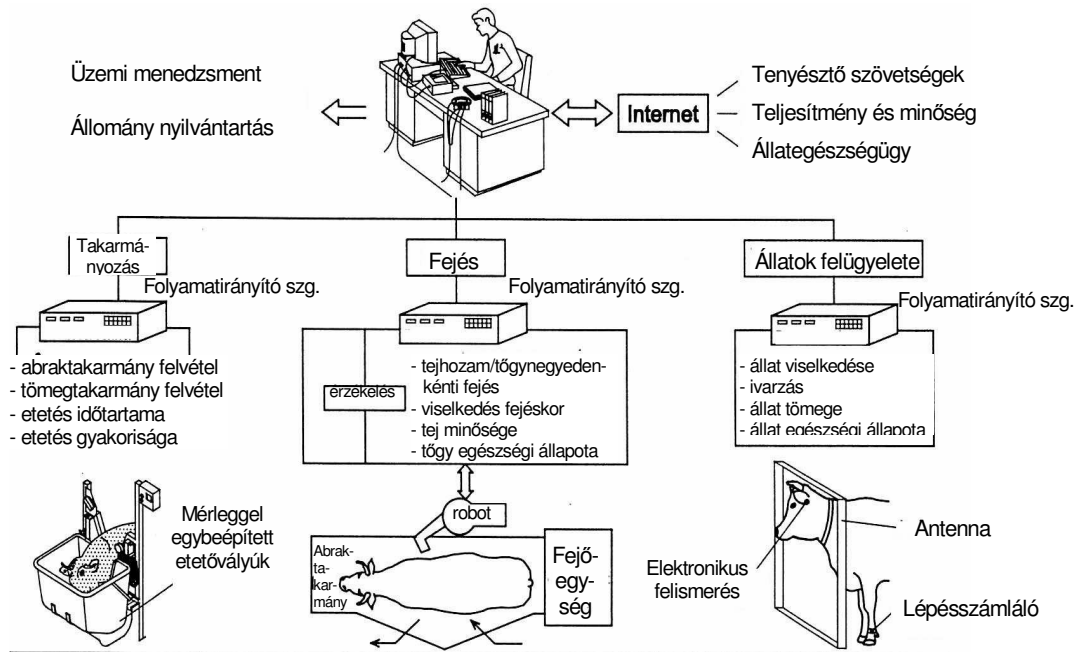 Üzemi menedzsment
Állomány nyilvántartás
Internet
Tenyésztő szövetségek
Teljesítmény és minőség
Állategészségügy
Takarmá-
nyozás
Folyamatirányító szg.
- abraktakarmány felvétel
- tömegtakarmány felvétel
- etetés időtartama
- etetés gyakorisága
Mérleggel
egybeépített
etetővályúk
Fejés
Folyamatirányító szg.
érzékelés
- tejhozam/tőgynegyeden-
kénti fejés
- viselkedés fejéskor
- tej minősége
- tőgy egészségi állapota
robot
Abrak-
ta-
kar-
mány
Fejő-
egy-
ség
Állatok felügyelete
Folyamatirányító szg.
- állat viselkedése
- ivarzás
- állat tömege
- állat egészségi állapota
Antenna
Elektronikus
felismerés
Lépésszámláló